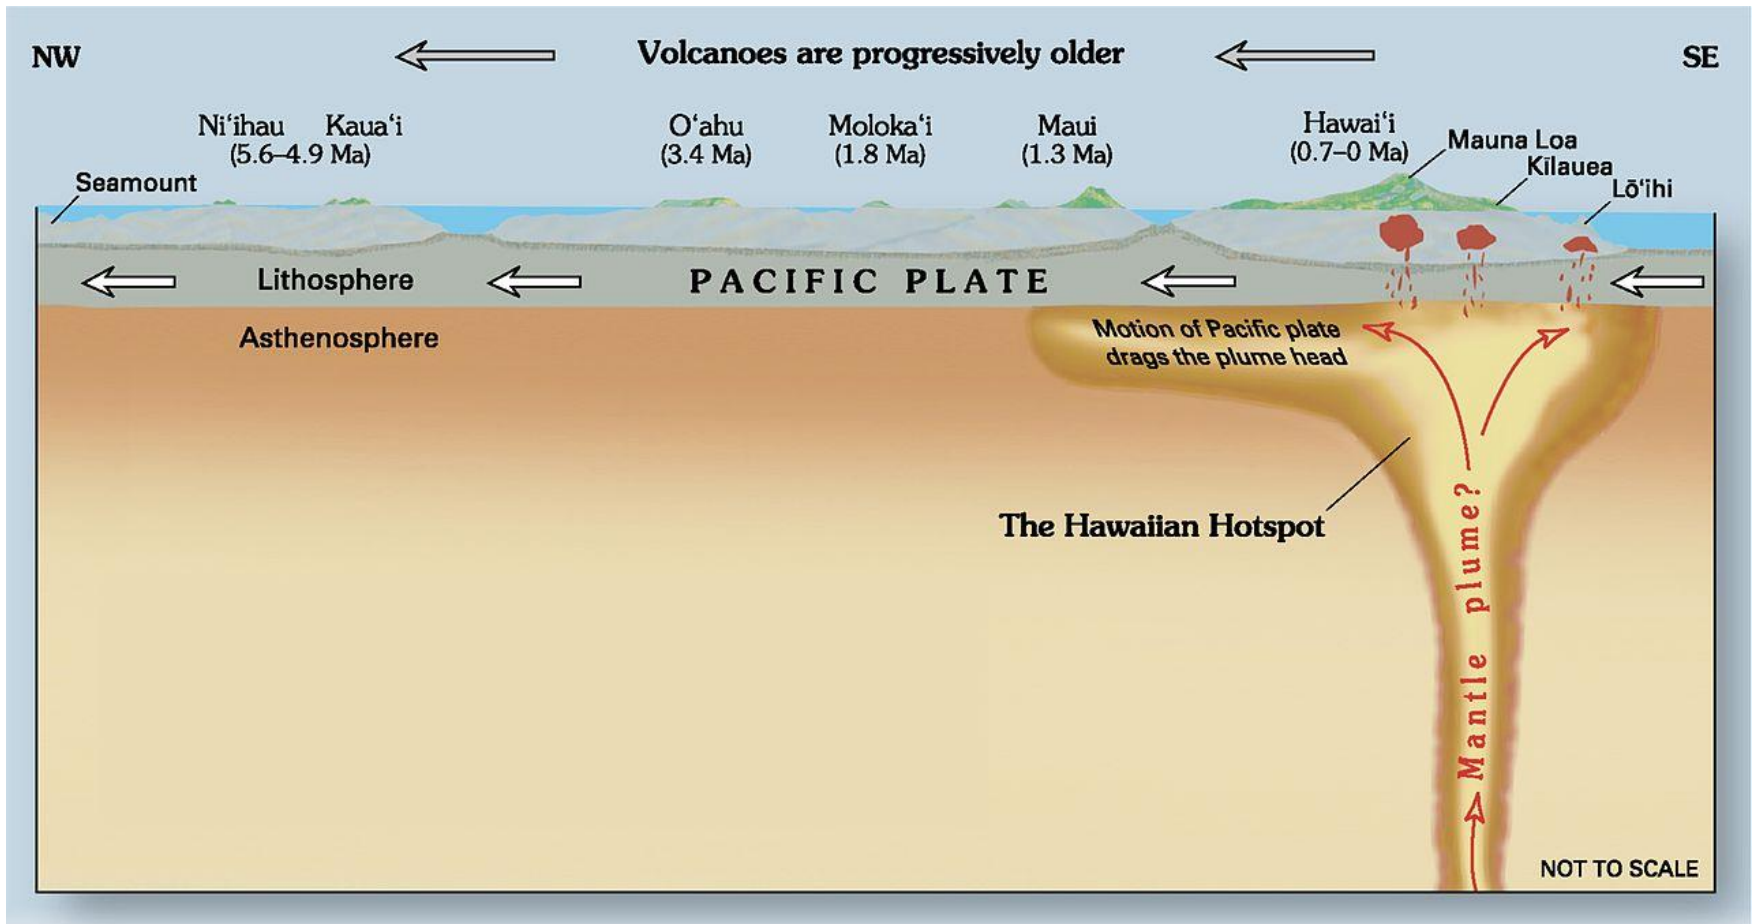 NW
Volcanoes are progressively older
SE
Ni‘ihau Kaua‘i
(5.6–4.9 Ma)
O‘ahu
(3.4 Ma)
Moloka‘i
(1.8 Ma)
Maui
(1.3 Ma)
Hawai‘i
(0.7–0 Ma)
Mauna Loa
Kīlauea
Lō‘ihi
Seamount
Lithosphere
PACIFIC PLATE
Asthenosphere
Motion of Pacific plate
drags the plume head
The Hawaiian Hotspot
Mantle plume?
NOT TO SCALE